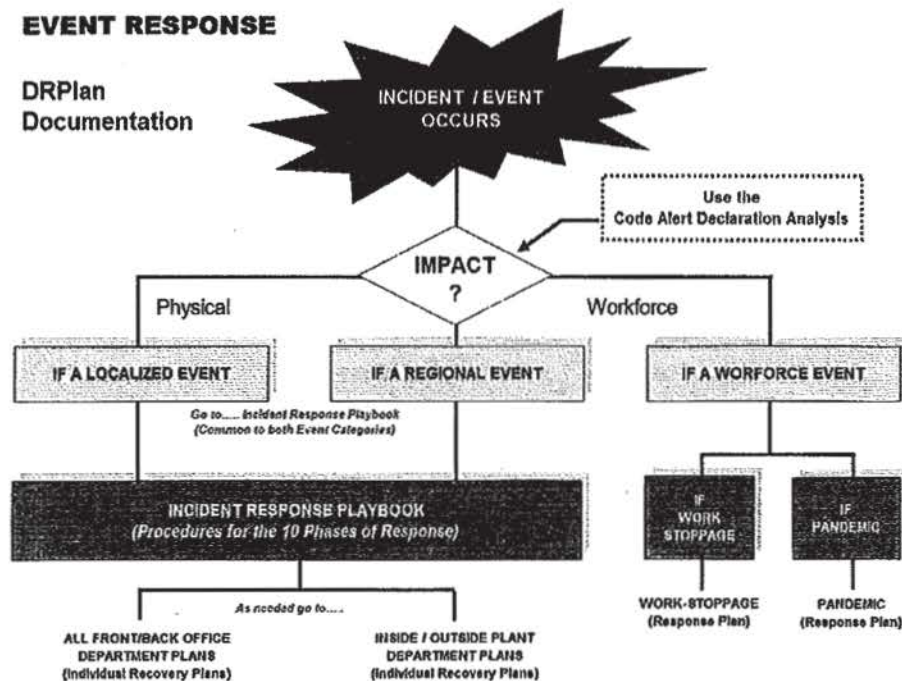 EVENT RESPONSE
DRPlan
Documentation
INCIDENT / EVENT
OCCURS
Use the
Code Alert Declaration Analysis
IMPACT
?
Physical
Workforce
IF A LOCALIZED EVENT
IF A REGIONAL EVENT
IF A WORFORCE EVENT
Go to..... Incident Response Playbook
(Common to both Event Categories)
INCIDENT RESPONSE PLAYBOOK
(Procedures for the 10 Phases of Response)
IF
WORK
STOPPAGE
IF
PANDEMIC
As needed go to.....
WORK-STOPPAGE
(Response Plan)
PANDEMIC
(Response Plan)
ALL FRONT/BACK OFFICE
DEPARTMENT PLANS
(Individual Recovery Plans)
INSIDE / OUTSIDE PLANT
DEPARTMENT PLANS
(Individual Recovery Plans)